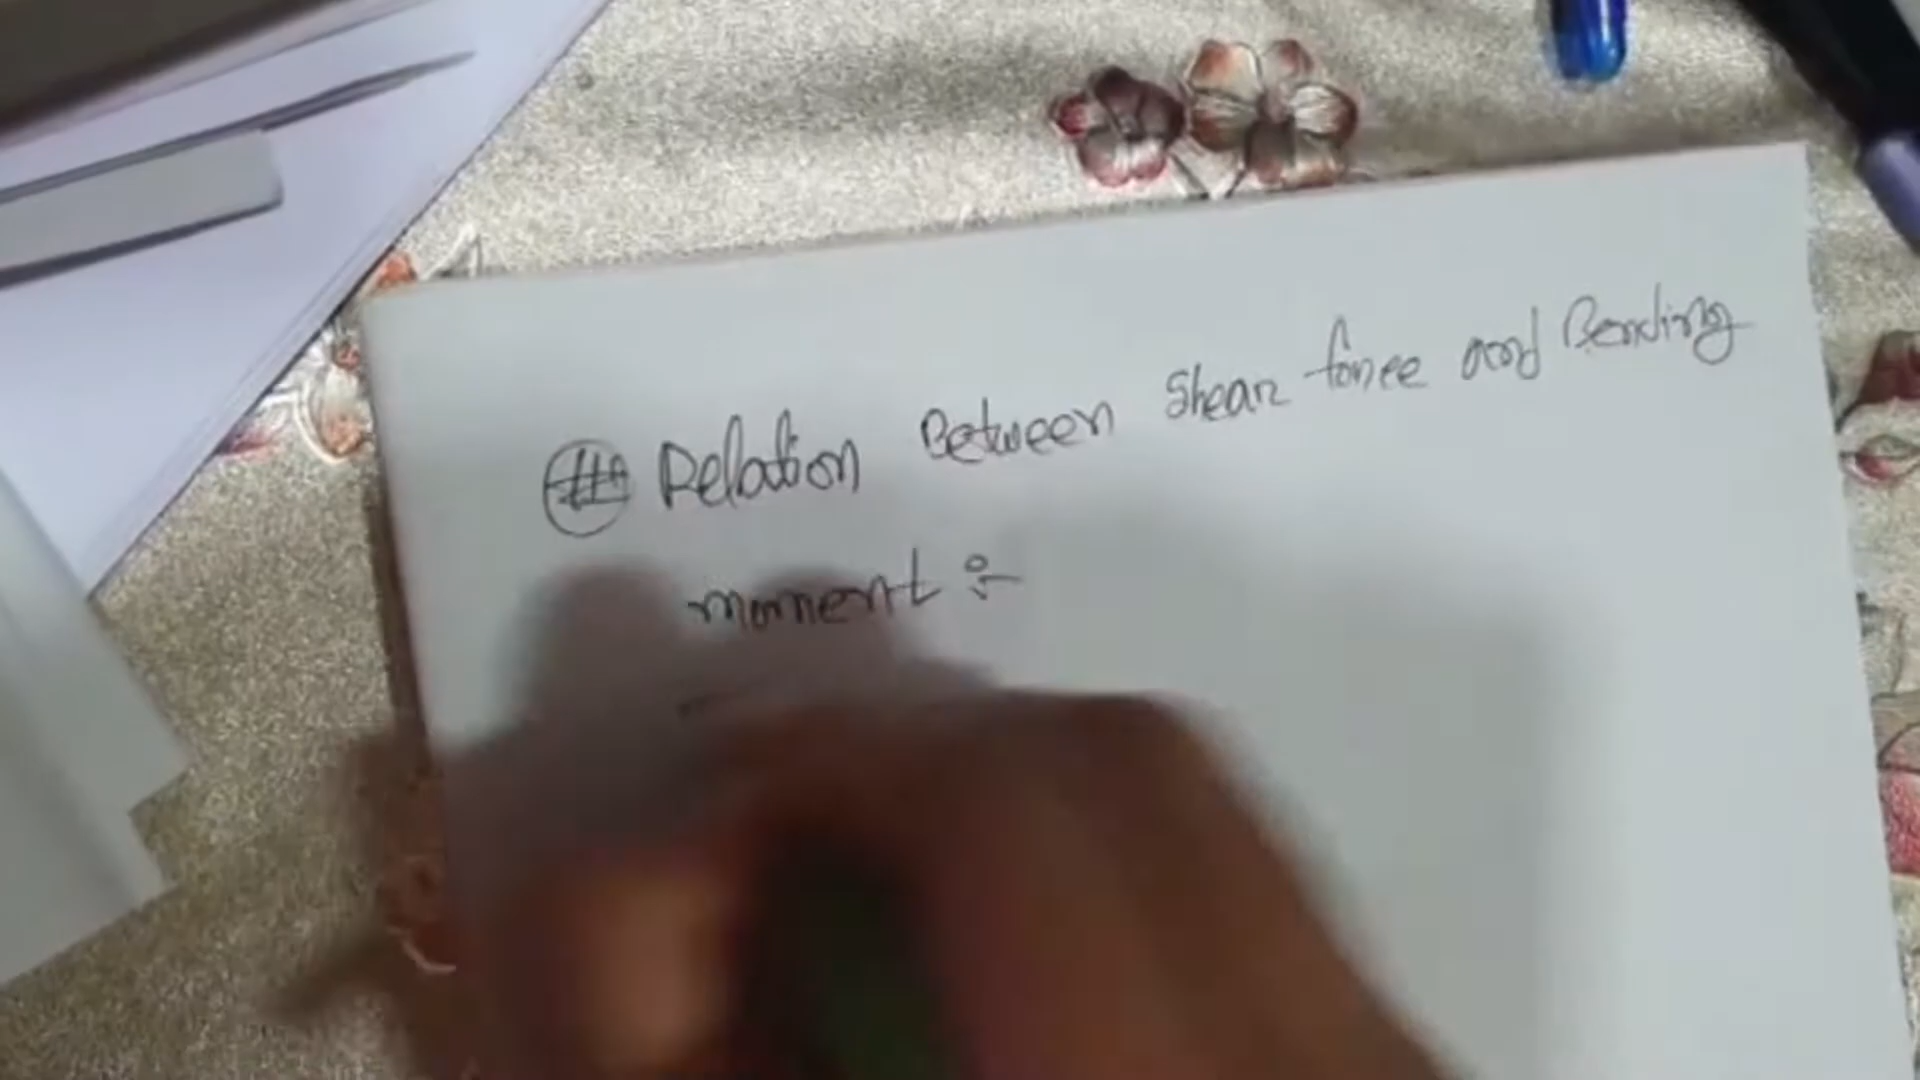 # Relation Between Shear force and Bending
moment :-